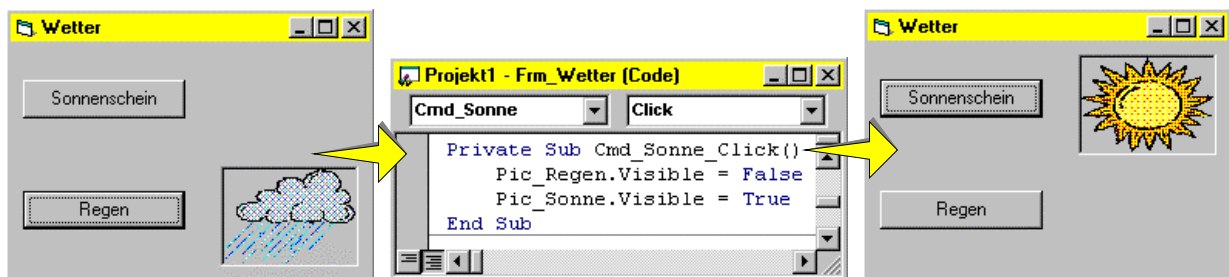 Wetter
Sonnenschein
Regen
Projekt1 - Frm_Wetter (Code)
Cmd_Sonne
Click
Private Sub Cmd_Sonne_Click()
Pic_Regen.Visible = False
Pic_Sonne.Visible = True
End Sub
Wetter
Sonnenschein
Regen